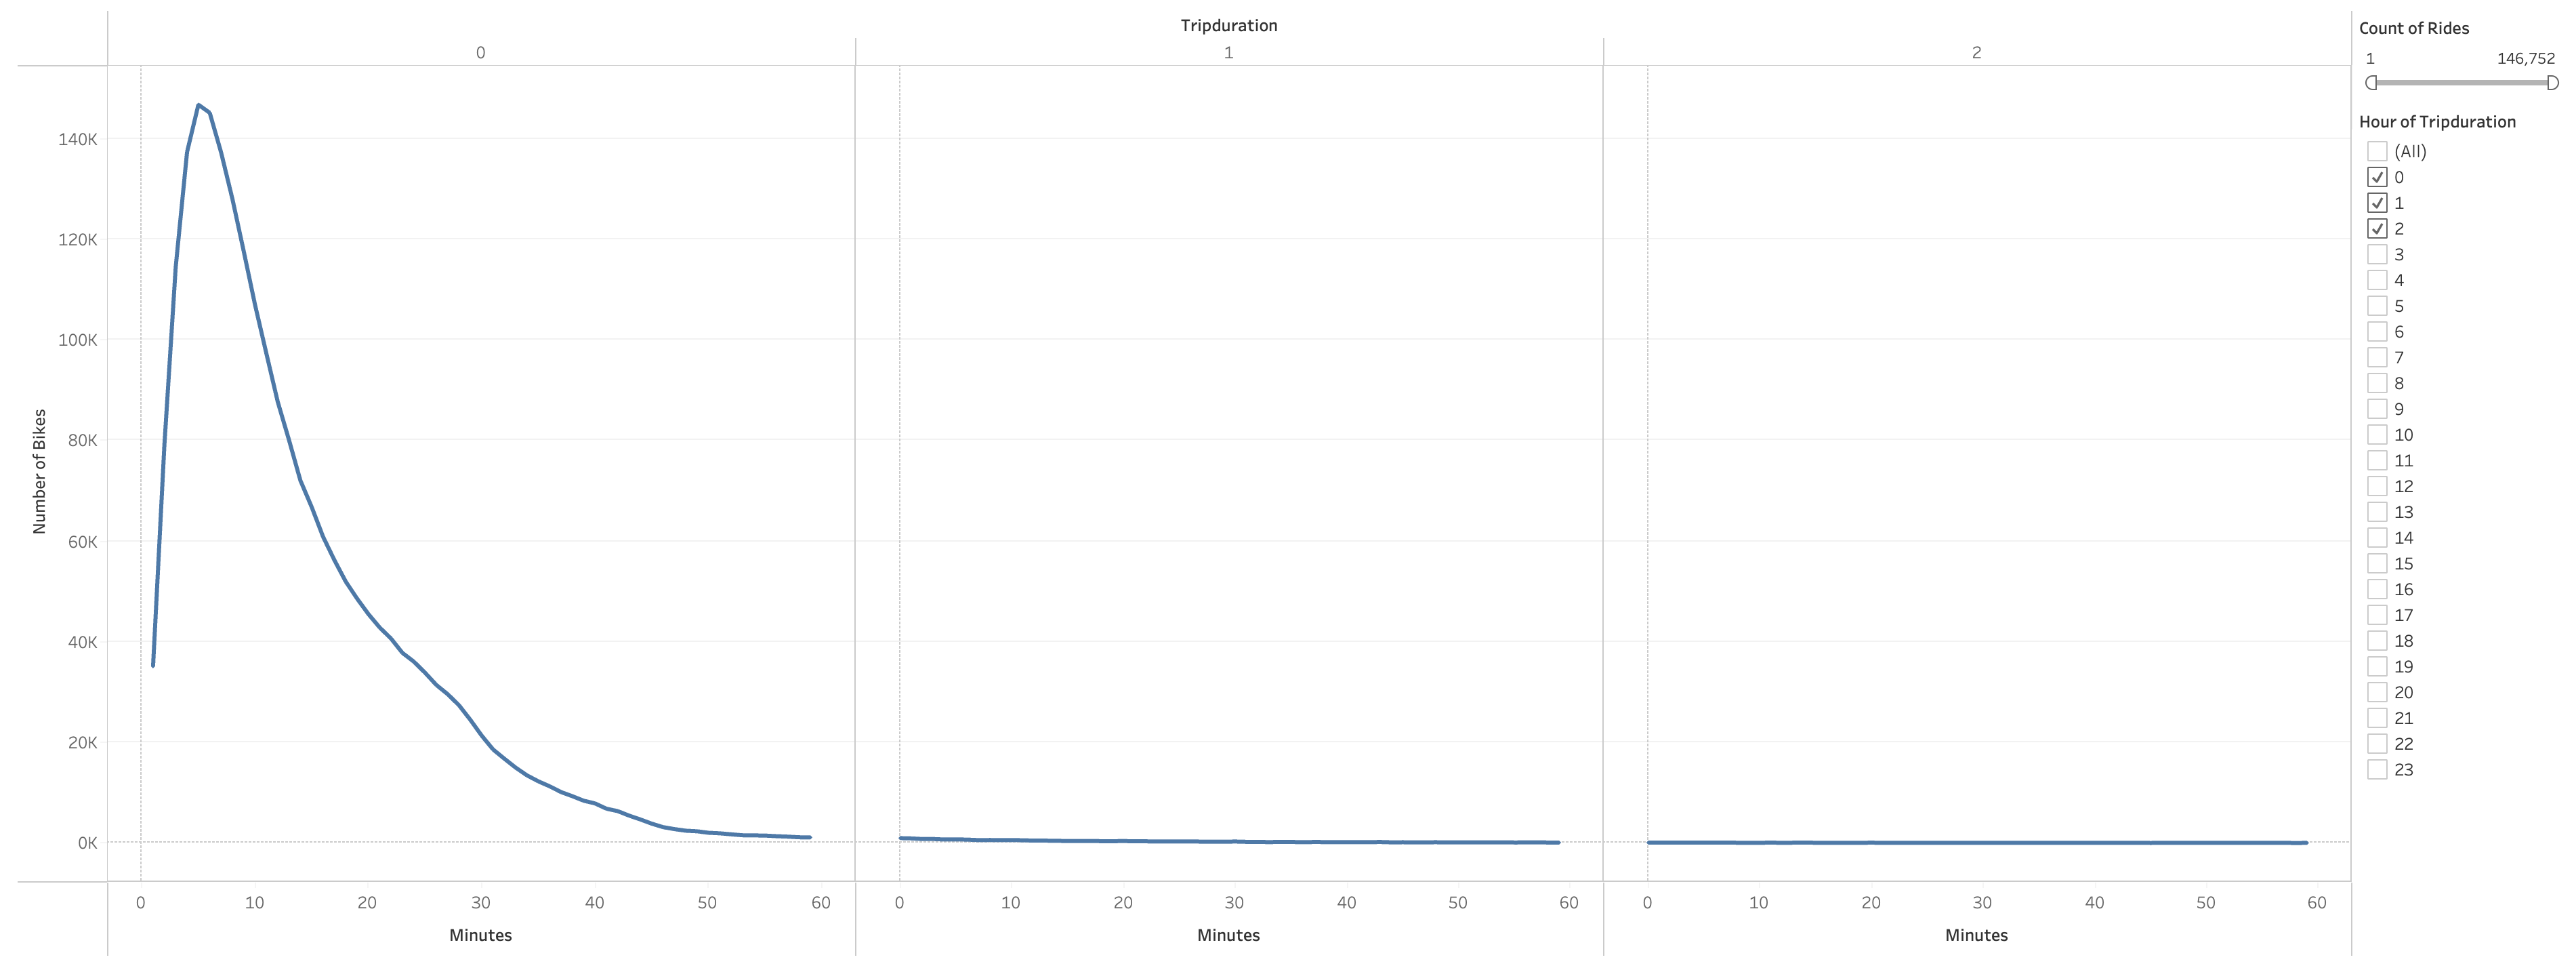 Tripduration
0 1 2
Number of Bikes
140K
120K
100K
80K
60K
40K
20K
0K
0 10 20 30 40 50 60 0 10 20 30 40 50 60 0 10 20 30 40 50 60
Minutes Minutes Minutes
Count of Rides
1 146,752
Hour of Tripduration
(All)
0
1
2
3
4
5
6
7
8
9
10
11
12
13
14
15
16
17
18
19
20
21
22
23